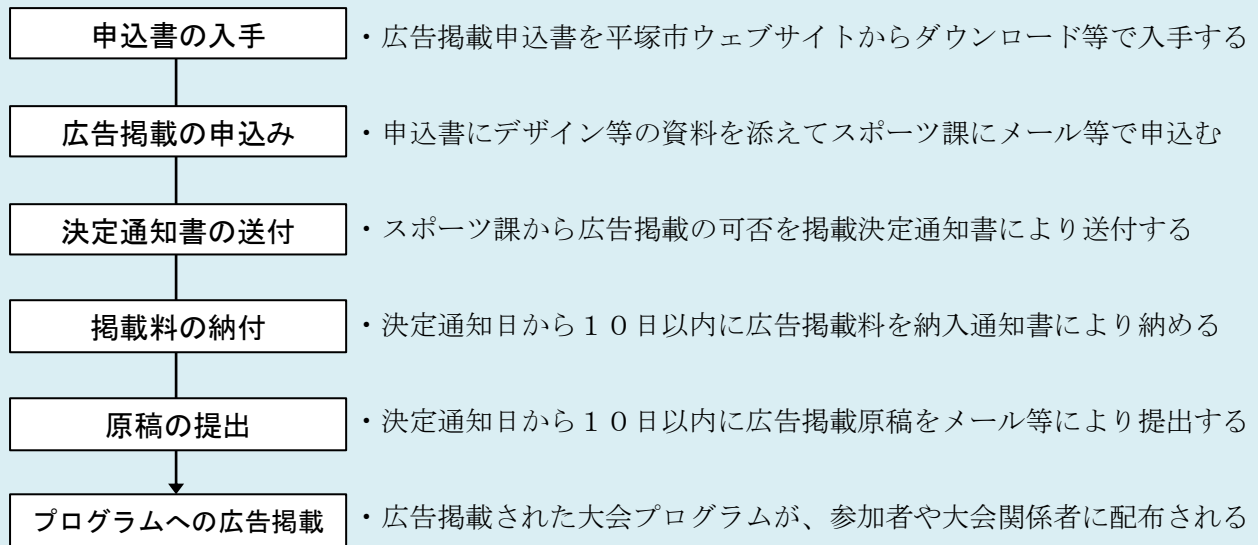 申込書の入手
・広告掲載申込書を平塚市ウェブサイトからダウンロード等で入手する
広告掲載の申込み
・申込書にデザイン等の資料を添えてスポーツ課にメール等で申込む
決定通知書の送付
・スポーツ課から広告掲載の可否を掲載決定通知書により送付する
掲載料の納付
・決定通知日から１０日以内に広告掲載料を納入通知書により納める
原稿の提出
・決定通知日から１０日以内に広告掲載原稿をメール等により提出する
プログラムへの広告掲載
・広告掲載された大会プログラムが、参加者や大会関係者に配布される